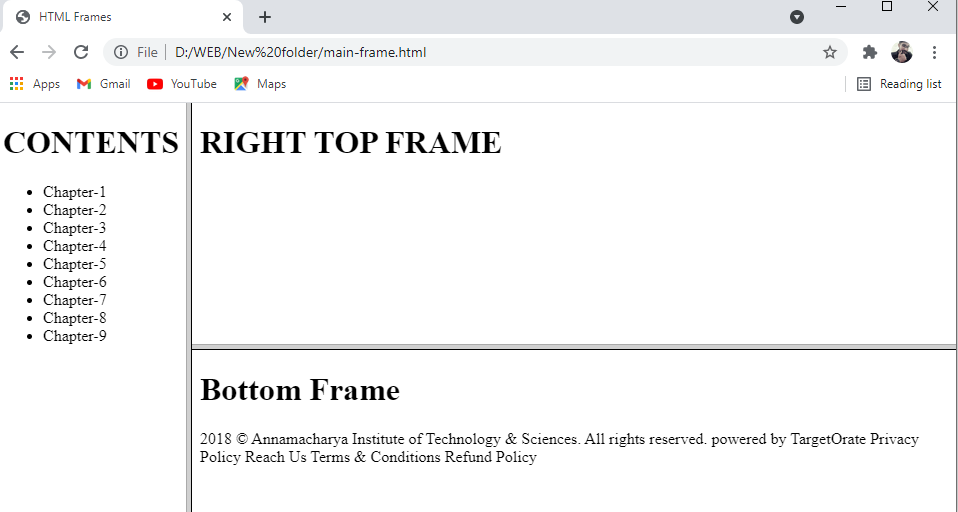 HTML Frames
File
D:/WEB/New%20folder/main-frame.html
Apps Gmail YouTube Maps Reading list
CONTENTS
Chapter-1
Chapter-2
Chapter-3
Chapter-4
Chapter-5
Chapter-6
Chapter-7
Chapter-8
Chapter-9
RIGHT TOP FRAME
Bottom Frame
2018 © Annamacharya Institute of Technology & Sciences. All rights reserved. powered by TargetOrate Privacy
Policy Reach Us Terms & Conditions Refund Policy